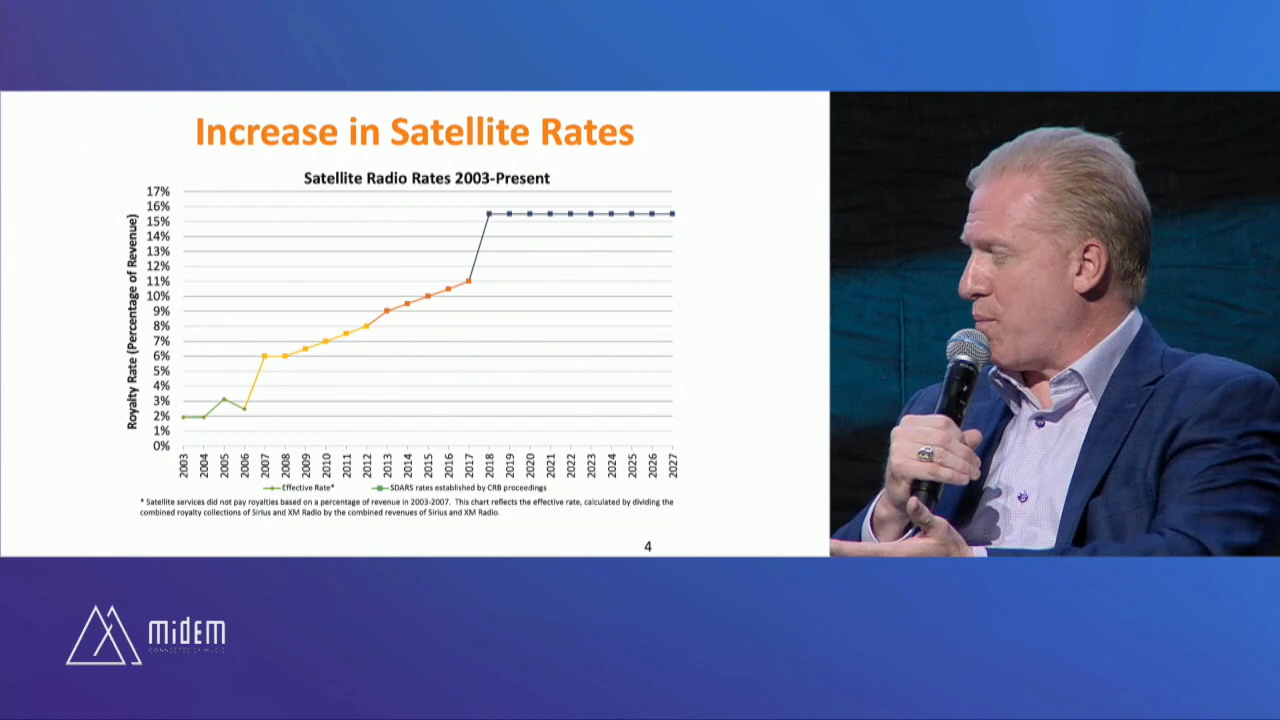 Increase in Satellite Rates
Satellite Radio Rates 2003-Present
Royalty Rate (Percentage of Revenue)
17%
16%
15%
14%
13%
12%
11%
10%
9%
8%
7%
6%
5%
4%
3%
2%
1%
0%
2003 2004 2005 2006 2007 2008 2009 2010 2011 2012 2013 2014 2015 2016 2017 2018 2019 2020 2021 2022 2023 2024 2025 2026 2027
Effective Rate* SDARS rates established by CRB proceedings
* Satellite services did not pay royalties based on a percentage of revenue in 2003-2007. This chart reflects the effective rate, calculated by dividing the
combined royalty collections of Sirius and XM Radio by the combined revenues of Sirius and XM Radio.
4
midem
CONNECTED BY MUSIC